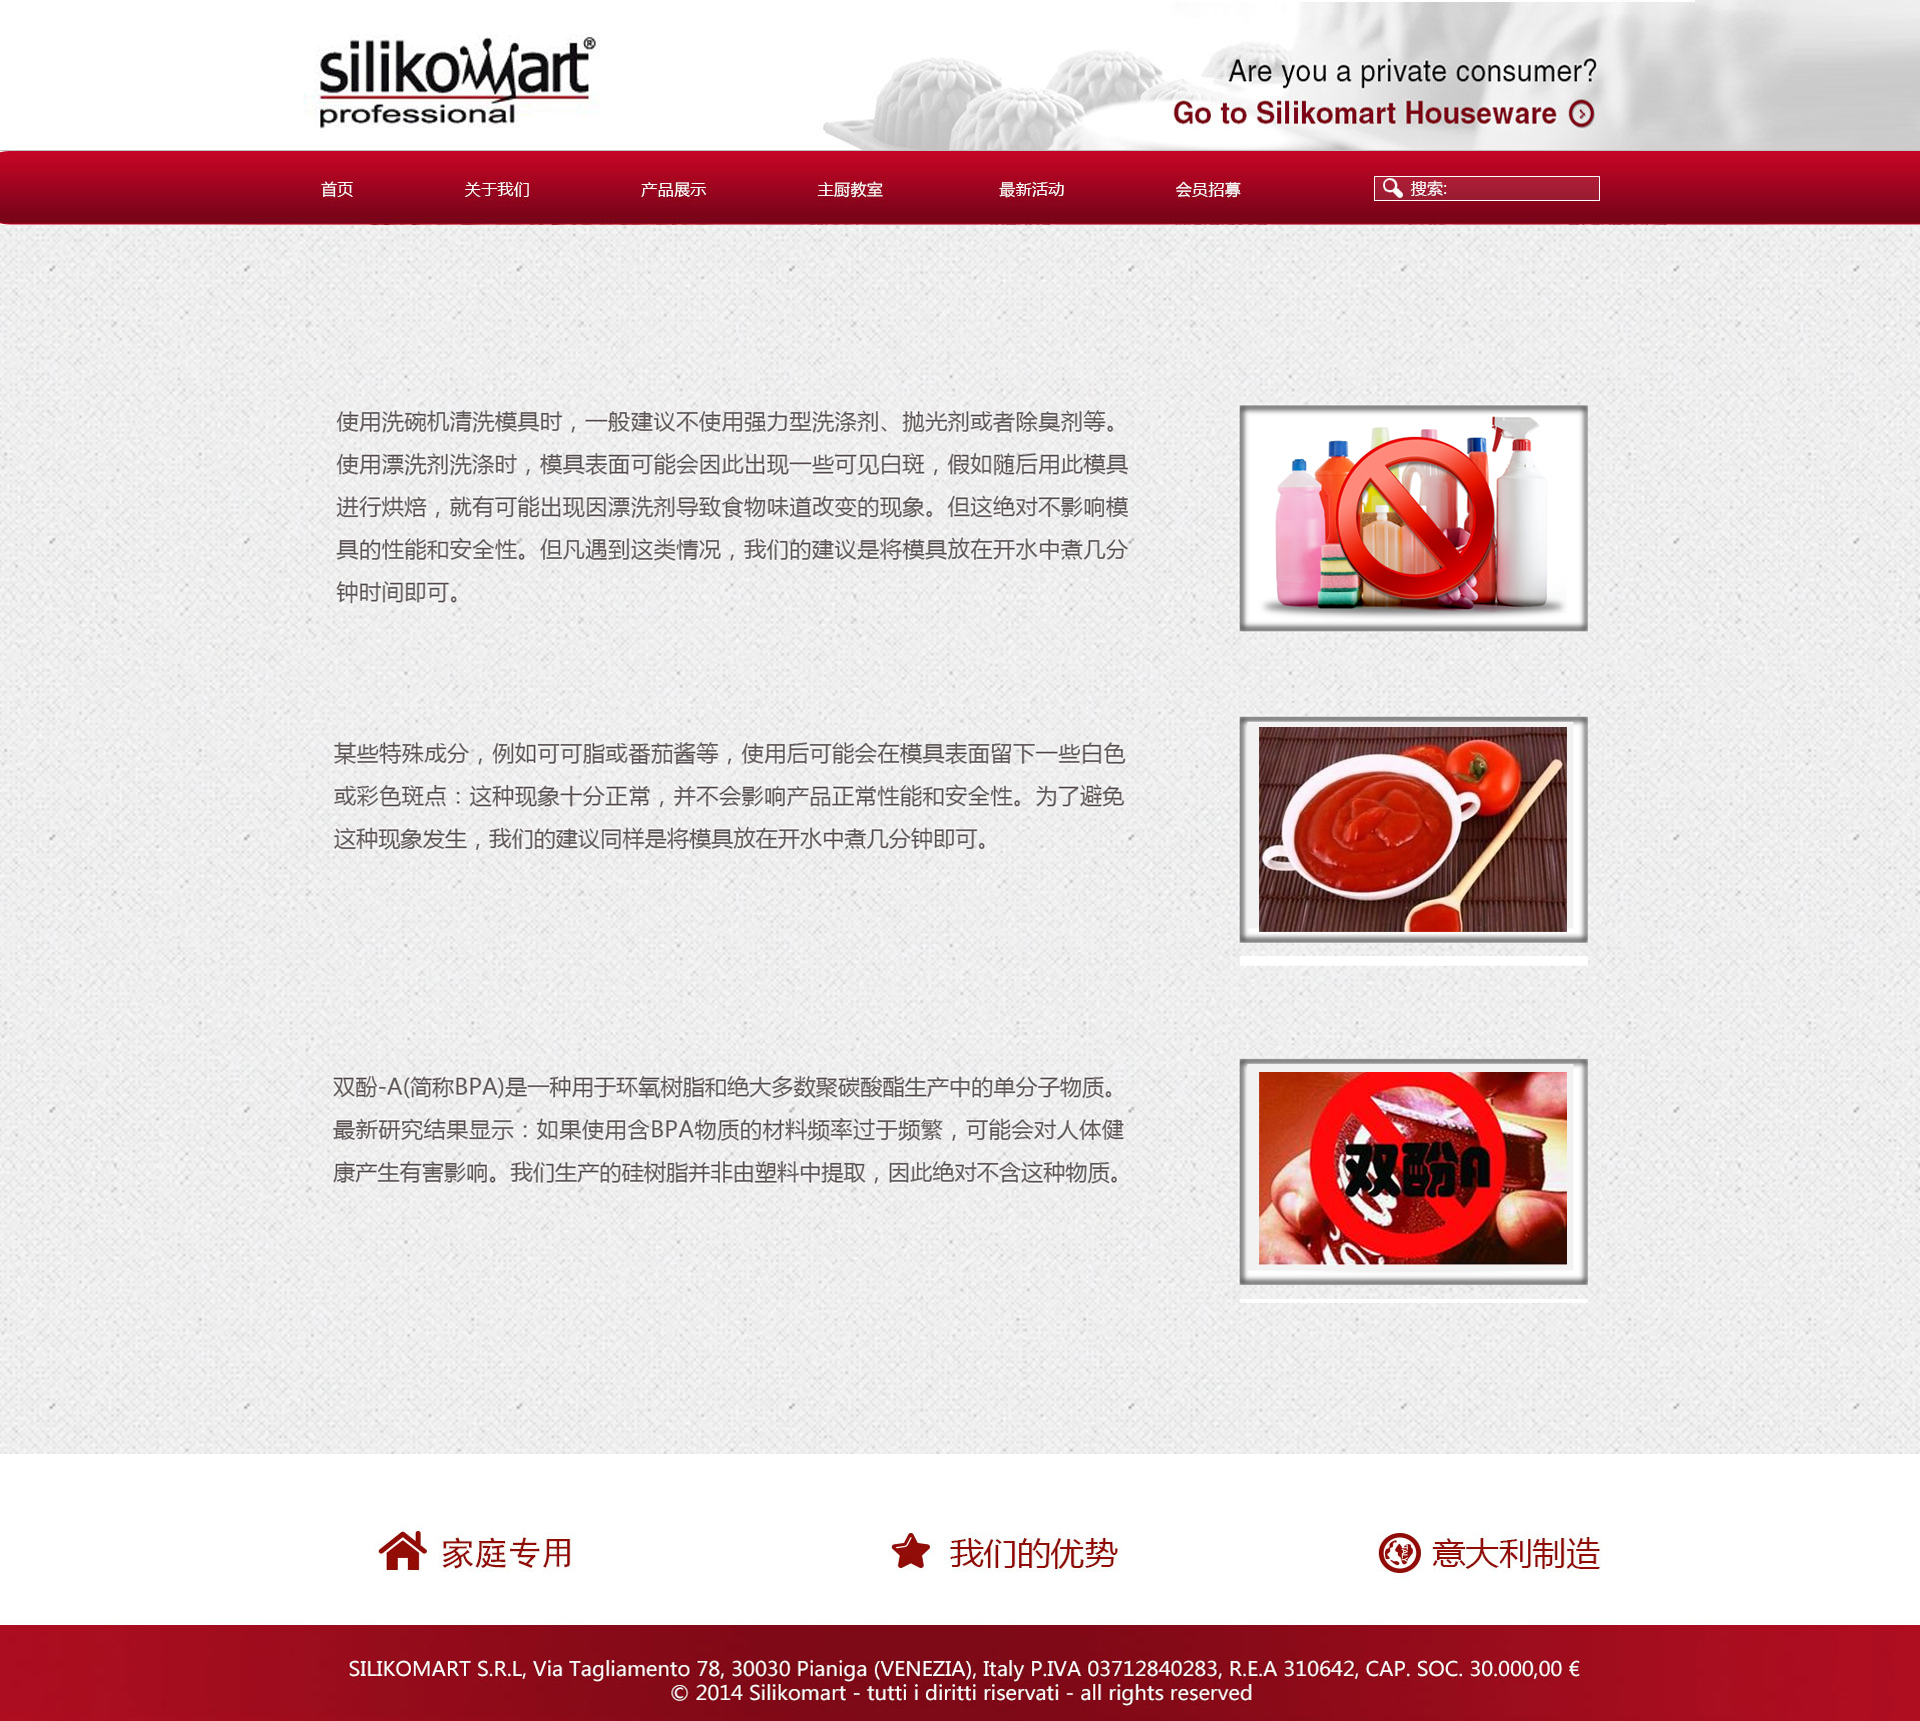 silikomart®
professional
Are you a private consumer?
Go to Silikomart Houseware
首页 关于我们 产品展示 主厨教室 最新活动 会员招募 搜索:
使用洗碗机清洗模具时，一般建议不使用强力型洗涤剂、抛光剂或者除臭剂等。
使用漂洗剂洗涤时，模具表面可能会因此出现一些可见白斑，假如随后用此模具
进行烘焙，就有可能出现因漂洗剂导致食物味道改变的现象。但这绝对不影响模
具的性能和安全性。但凡遇到这类情况，我们的建议是将模具放在开水中煮几分
钟时间即可。
某些特殊成分，例如可可脂或番茄酱等，使用后可能会在模具表面留下一些白色
或彩色斑点：这种现象十分正常，并不会影响产品正常性能和安全性。为了避免
这种现象发生，我们的建议同样是将模具放在开水中煮几分钟即可。
双酚-A(简称BPA)是一种用于环氧树脂和绝大多数聚碳酸酯生产中的单分子物质。
最新研究结果显示：如果使用含BPA物质的材料频率过于频繁，可能会对人体健
康产生有害影响。我们生产的硅树脂并非由塑料中提取，因此绝对不含这种物质。
双酚A
家庭专用 我们的优势 意大利制造
SILIKOMART S.R.L, Via Tagliamento 78, 30030 Pianiga (VENEZIA), Italy P.IVA 03712840283, R.E.A 310642, CAP. SOC. 30.000,00 €
© 2014 Silikomart - tutti i diritti riservati - all rights reserved